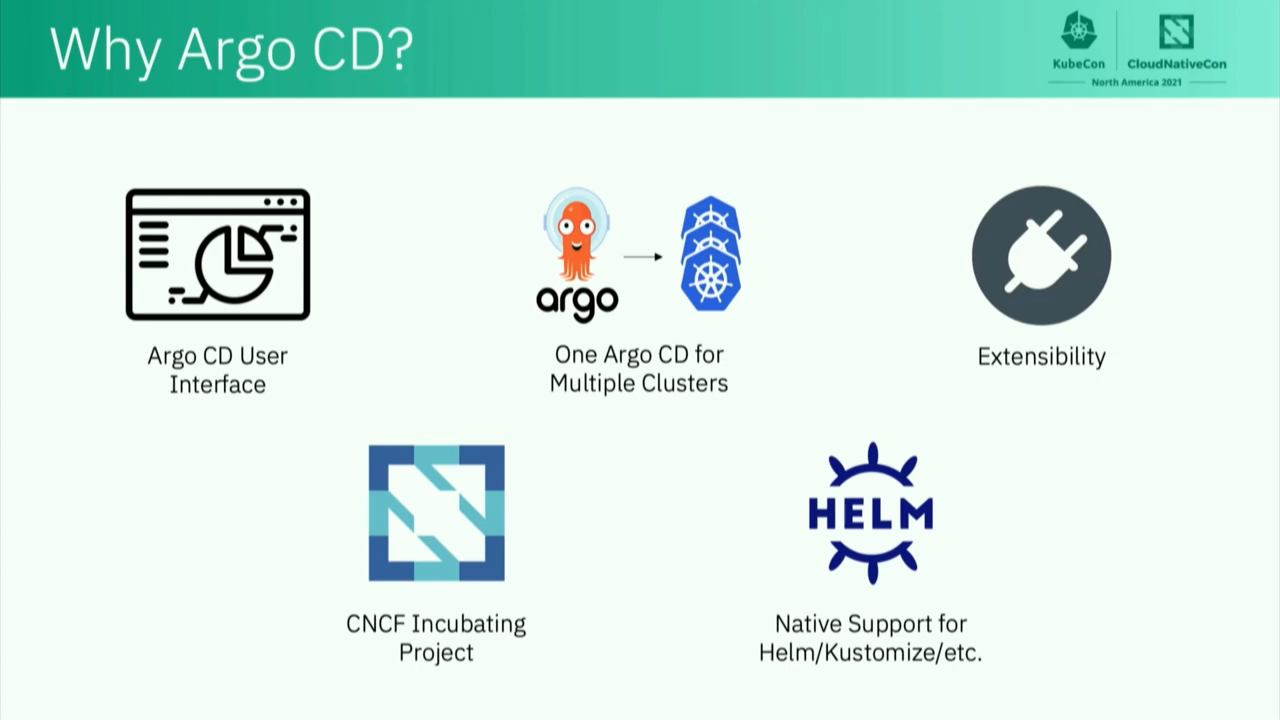 Why Argo CD?
KubeCon
CloudNativeCon
North America 2021
argo
Argo CD User
Interface
One Argo CD for
Multiple Clusters
Extensibility
HELM
CNCF Incubating
Project
Native Support for
Helm/Kustomize/etc.